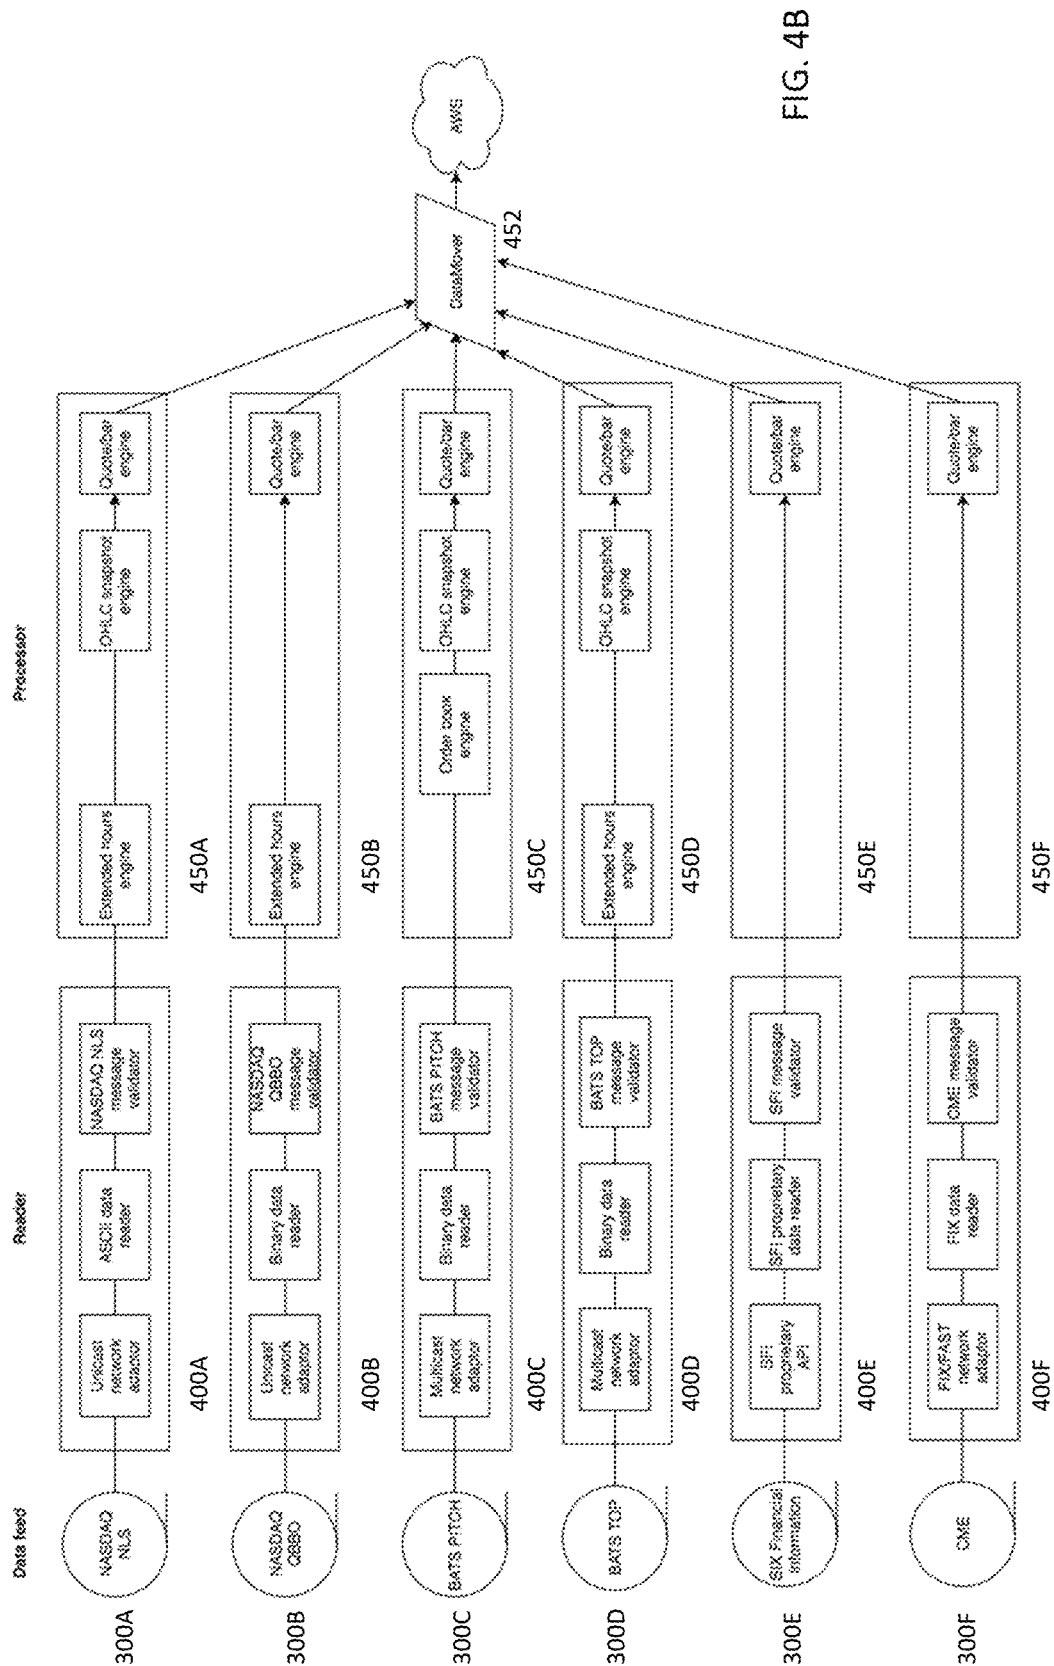 Data feed
Reader
Processor
300A
NASDAQ
NLS
Unicast
network
adaptor
ASCII data
reader
NASDAQ NLS
message
validator
400A
Extended hours
engine
OHLC snapshot
engine
Quote/bar
engine
450A
300B
NASDAQ
QBBO
Unicast
network
adaptor
Binary data
reader
NASDAQ
QBBO
message
validator
400B
Extended hours
engine
Quote/bar
engine
450B
300C
BATS PITCH
Multicast
network
adaptor
Binary data
reader
BATS PITCH
message
validator
400C
Order book
engine
OHLC snapshot
engine
Quote/bar
engine
450C
300D
BATS TOP
Multicast
network
adaptor
Binary data
reader
BATS TOP
message
validator
400D
Extended hours
engine
OHLC snapshot
engine
Quote/bar
engine
450D
300E
SIX Financial
Information
SFI
proprietary
API
SFI proprietary
data reader
SFI message
validator
400E
Quote/bar
engine
450E
300F
CME
FIX/FAST
network
adaptor
FIX data
reader
CME message
validator
400F
Quote/bar
engine
450F
DataMover
452
AWS
FIG. 4B